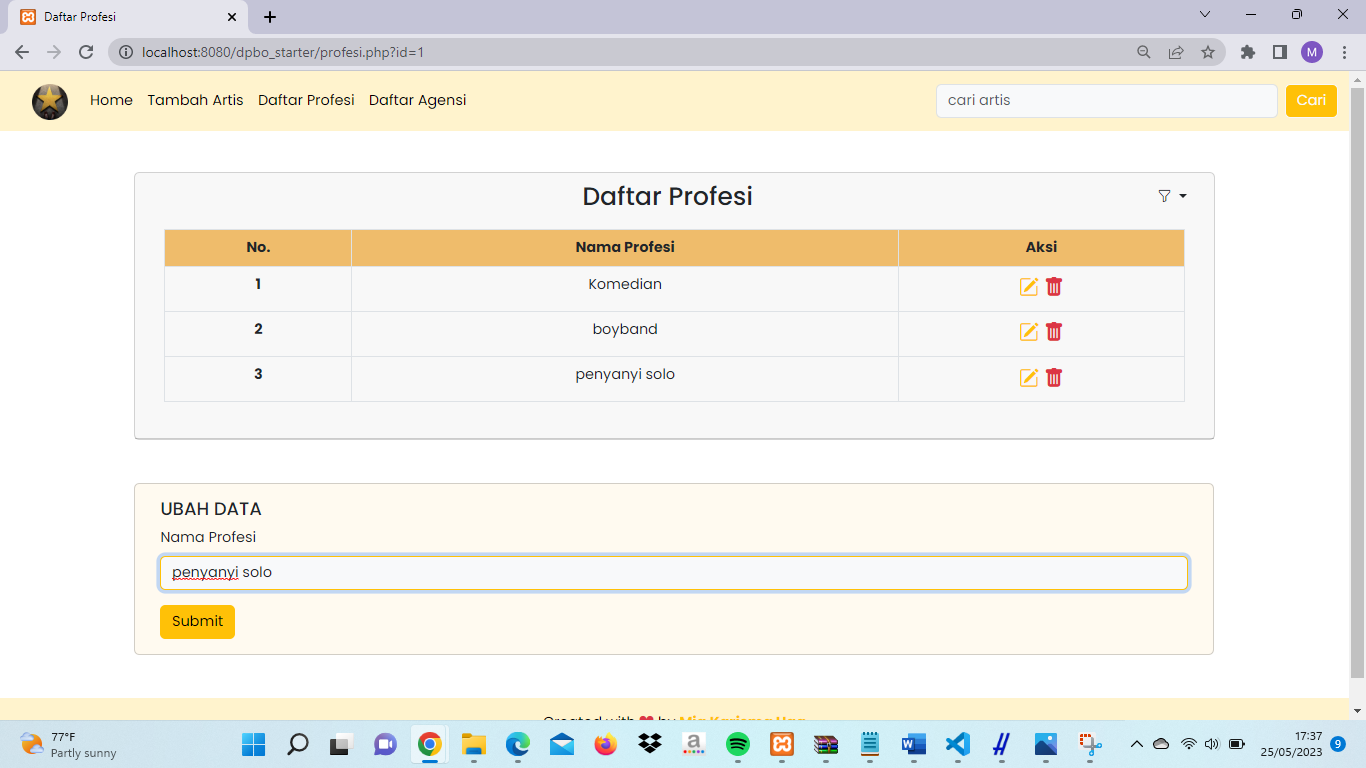 Daftar Profesi
localhost:8080/dpbo_starter/profesi.php?id=1
M
Home Tambah Artis Daftar Profesi Daftar Agensi
cari artis
Cari
Daftar Profesi
No. Nama Profesi Aksi
1 Komedian
2 boyband
3 penyanyi solo
UBAH DATA
Nama Profesi
penyanyi solo
Submit
Created with by
77°F
Partly sunny
17:37
25/05/2023
9